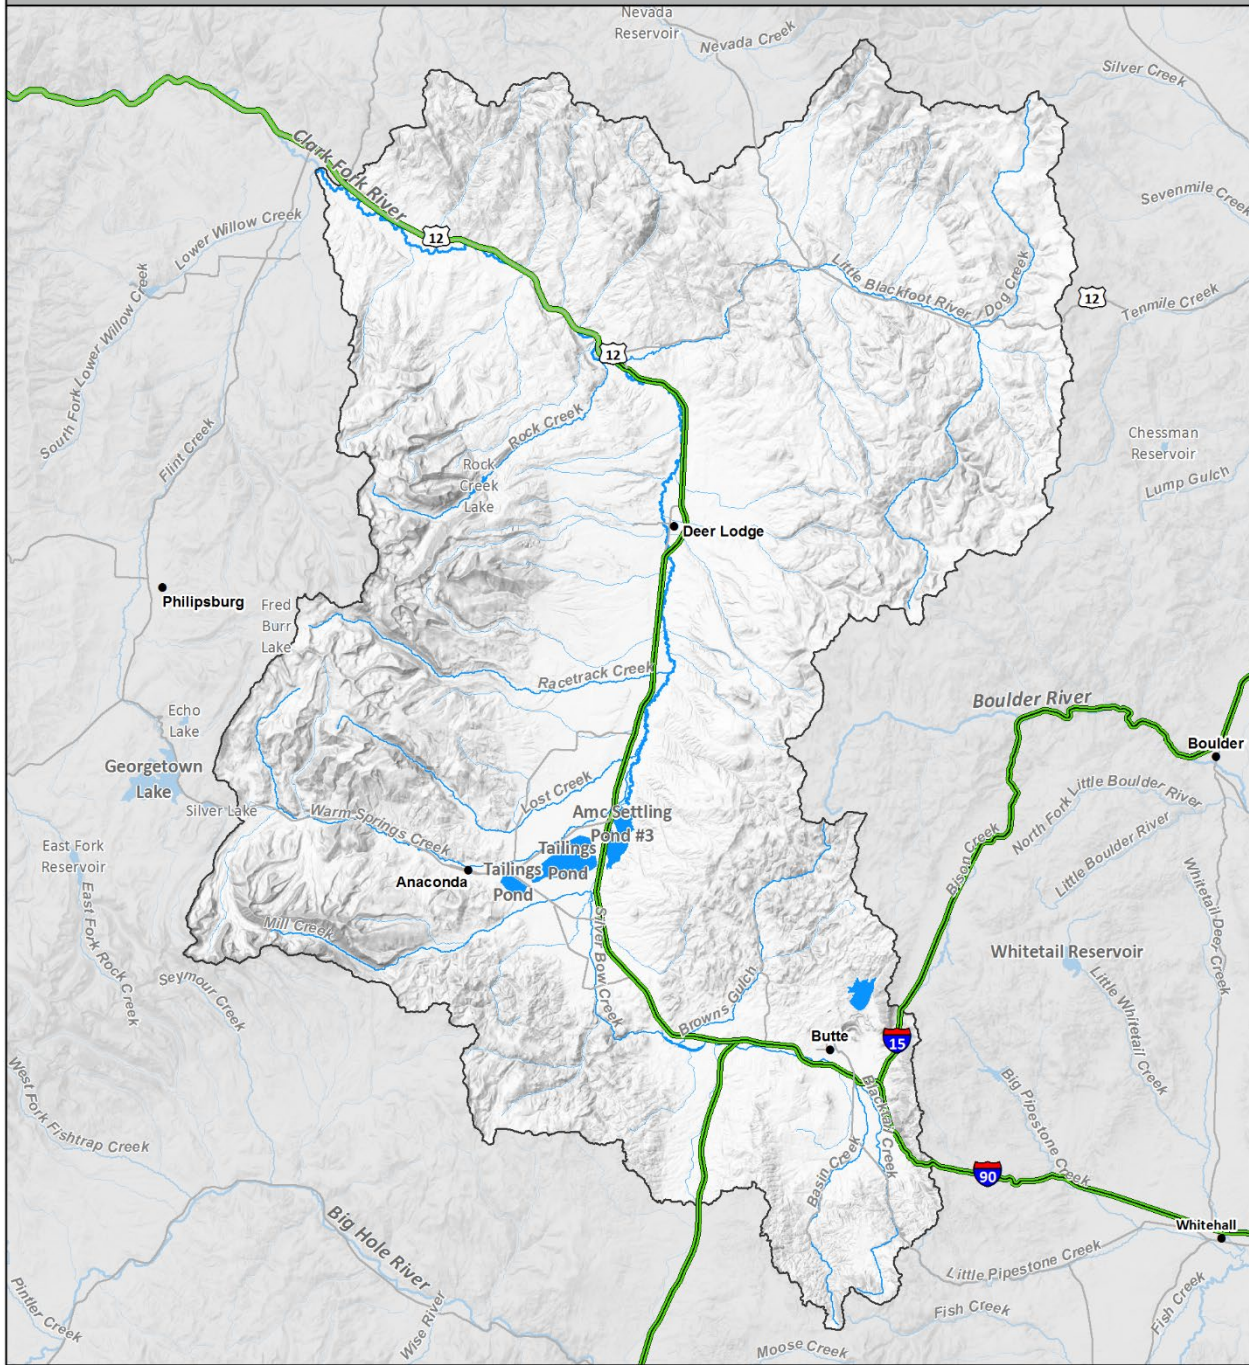 Nevada
Reservoir
Nevada Creek
Silver Creek
Clark Fork River
Sevenmile Creek
Lower Willow Creek
12
Little Blackfoot River
Dog Creek
12
Tenmile Creek
South Fork Lower Willow Creek
12
Flint Creek
Rock Creek
Chessman
Reservoir
Rock
Creek
Lake
Lump Gulch
Deer Lodge
Philipsburg
Fred
Burr
Lake
Racetrack Creek
Boulder River
Echo
Lake
Boulder
Georgetown
Lake
Lost Creek
North Fork Little Boulder River
Silver Lake
Warm Springs Creek
Amc Settling
Pond #3
Little Boulder River
East Fork
Reservoir
Tailings
Pond
Bison Creek
Tailings
Pond
Anaconda
Whitetail Deer Creek
East Fork Rock Creek
Mill Creek
Silver Bow Creek
Whitetail Reservoir
Seymour Creek
Browns Gulch
Little Whitetail Creek
Butte
15
West Fork Fishtrap Creek
Blacktail Creek
Big Pipestone Creek
Basin Creek
90
Big Hole River
Whitehall
Little Pipestone Creek
Pintler Creek
Wise River
Fish Creek
Fish Creek
Moose Creek